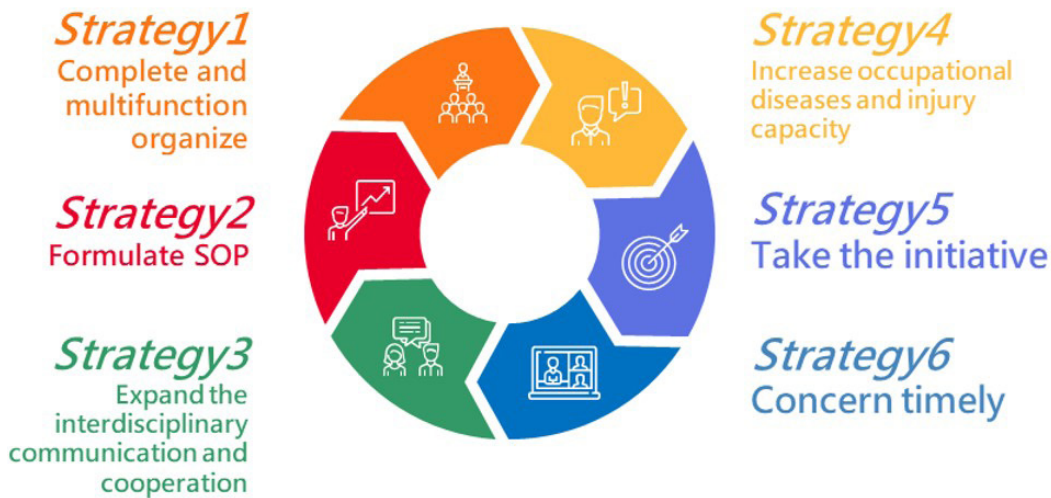 Strategy1
Complete and
multifunction
organize
Strategy2
Formulate SOP
Strategy3
Expand the
interdisciplinary
communication and
cooperation
Strategy4
Increase occupational
diseases and injury
capacity
Strategy5
Take the initiative
Strategy6
Concern timely